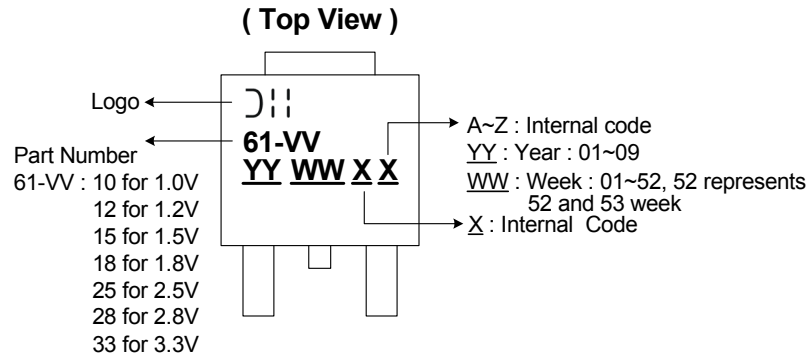 ( Top View )
Logo
61-VV
YY WW X X
Part Number
61-VV : 10 for 1.0V
12 for 1.2V
15 for 1.5V
18 for 1.8V
25 for 2.5V
28 for 2.8V
33 for 3.3V
A~Z : Internal code
YY : Year : 01~09
WW : Week : 01~52, 52 represents
52 and 53 week
X : Internal Code